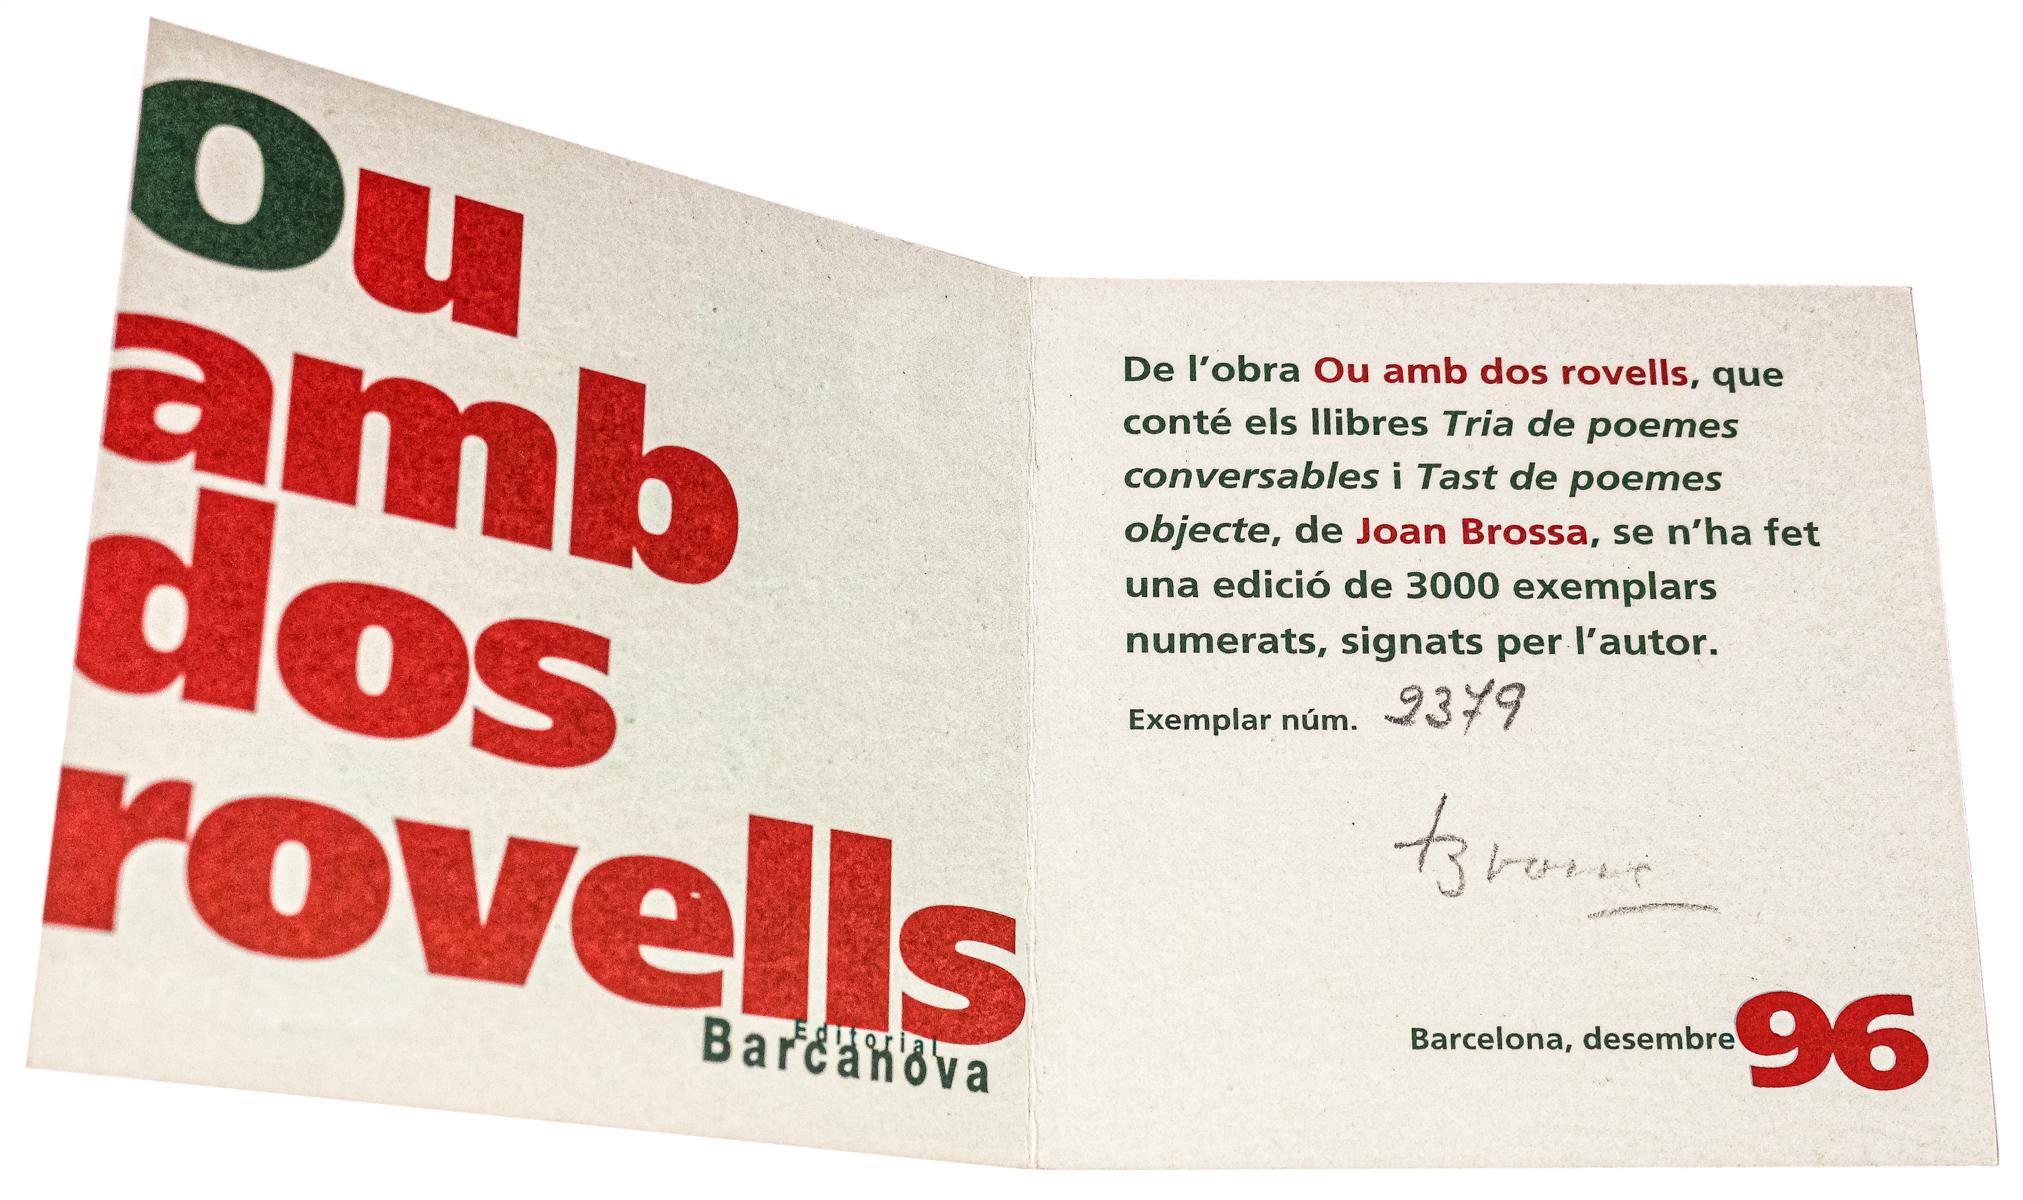 Ou
amb
dos
rovells
Editorial
Barcanova
De l'obra Ou amb dos rovells, que
conté els llibres Tria de poemes
conversables i Tast de poemes
objecte, de Joan Brossa, se n'ha fet
una edició de 3000 exemplars
numerats, signats per l'autor.
Exemplar núm. 2379
Brossa
Barcelona, desembre 96